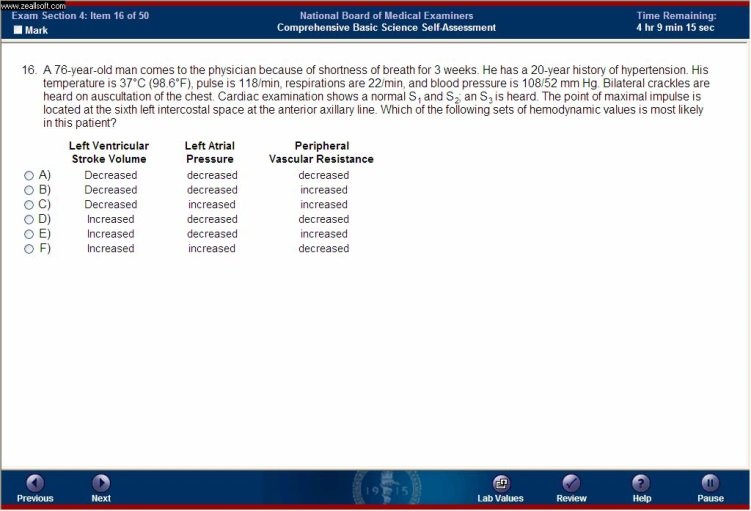 www.zeallsoft.com
Exam Section 4: Item 16 of 50
National Board of Medical Examiners
Time Remaining:
Mark
Comprehensive Basic Science Self-Assessment
4 hr 9 min 15 sec
16. A 76-year-old man comes to the physician because of shortness of breath for 3 weeks. He has a 20-year history of hypertension. His
temperature is 37°C (98.6°F), pulse is 118/min, respirations are 22/min, and blood pressure is 108/52 mm Hg. Bilateral crackles are
heard on auscultation of the chest. Cardiac examination shows a normal S1 and S2; an S3 is heard. The point of maximal impulse is
located at the sixth left intercostal space at the anterior axillary line. Which of the following sets of hemodynamic values is most likely
in this patient?
Left Ventricular Left Atrial Peripheral
Stroke Volume Pressure Vascular Resistance
A) Decreased decreased decreased
B) Decreased decreased increased
C) Decreased increased increased
D) Increased decreased decreased
E) Increased decreased increased
F) Increased increased decreased
19 15
Previous Next Lab Values Review Help Pause